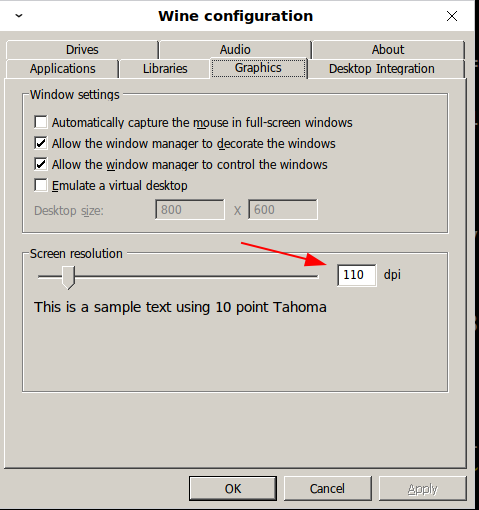 Wine configuration
Drives Audio About
Applications Libraries Graphics Desktop Integration
Window settings
Automatically capture the mouse in full-screen windows
Allow the window manager to decorate the windows
Allow the window manager to control the windows
Emulate a virtual desktop
Desktop size: 800 X 600
Screen resolution
110 dpi
This is a sample text using 10 point Tahoma
OK Cancel Apply